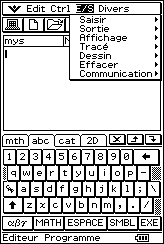 Edit Ctrl E/S Divers
Saisir
Sortie
Affichage
Tracé
Dessin
Effacer
Communication
mys N
mth abc cat 2D
1 2 3 4 5 6 7 8 9 0
q w e r t y u i o p
a s d f g h j k l
z x c v b n m , . /
αβγ MATH ESPACE SMBL EXE
Editeur Programme